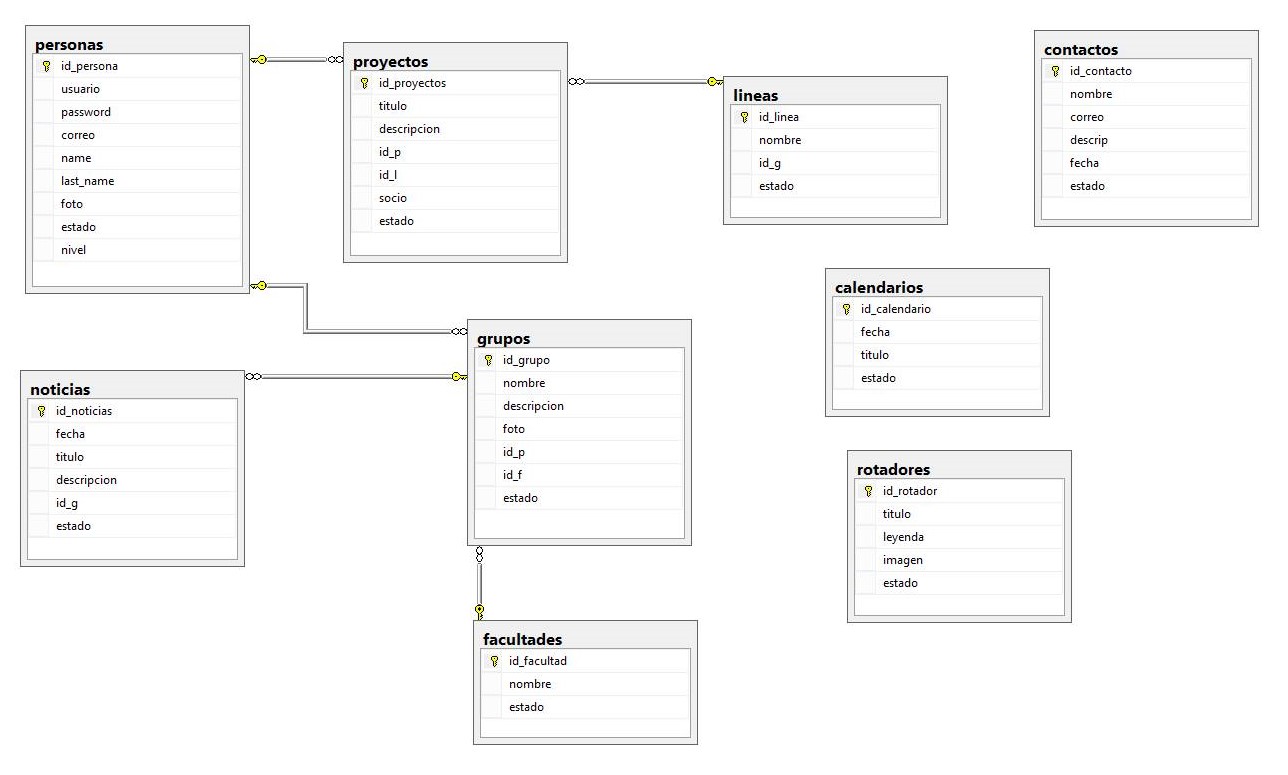 personas
id_persona
usuario
password
correo
name
last_name
foto
estado
nivel
proyectos
id_proyectos
titulo
descripcion
id_p
id_l
socio
estado
lineas
id_linea
nombre
id_g
estado
contactos
id_contacto
nombre
correo
descrip
fecha
estado
calendarios
id_calendario
fecha
titulo
estado
grupos
id_grupo
nombre
descripcion
foto
id_p
id_f
estado
noticias
id_noticias
fecha
titulo
descripcion
id_g
estado
rotadores
id_rotador
titulo
leyenda
imagen
estado
facultades
id_facultad
nombre
estado